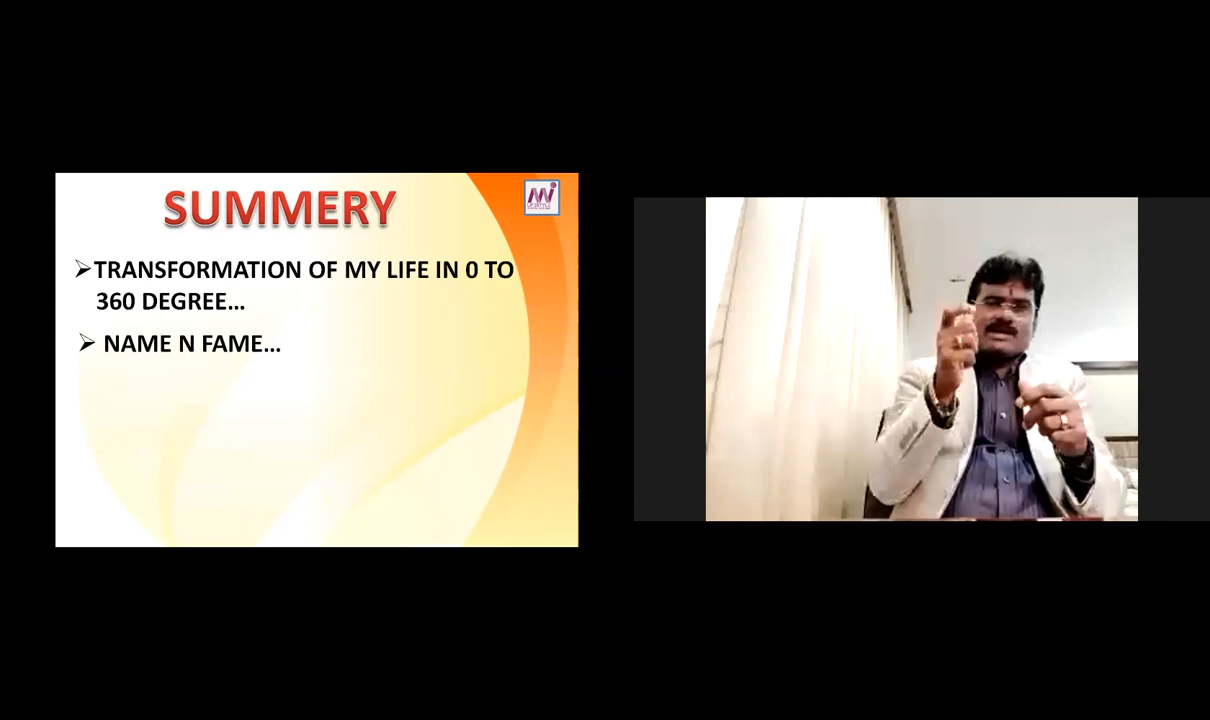 SUMMERY
➢TRANSFORMATION OF MY LIFE IN 0 TO
360 DEGREE...
➢ NAME N FAME...